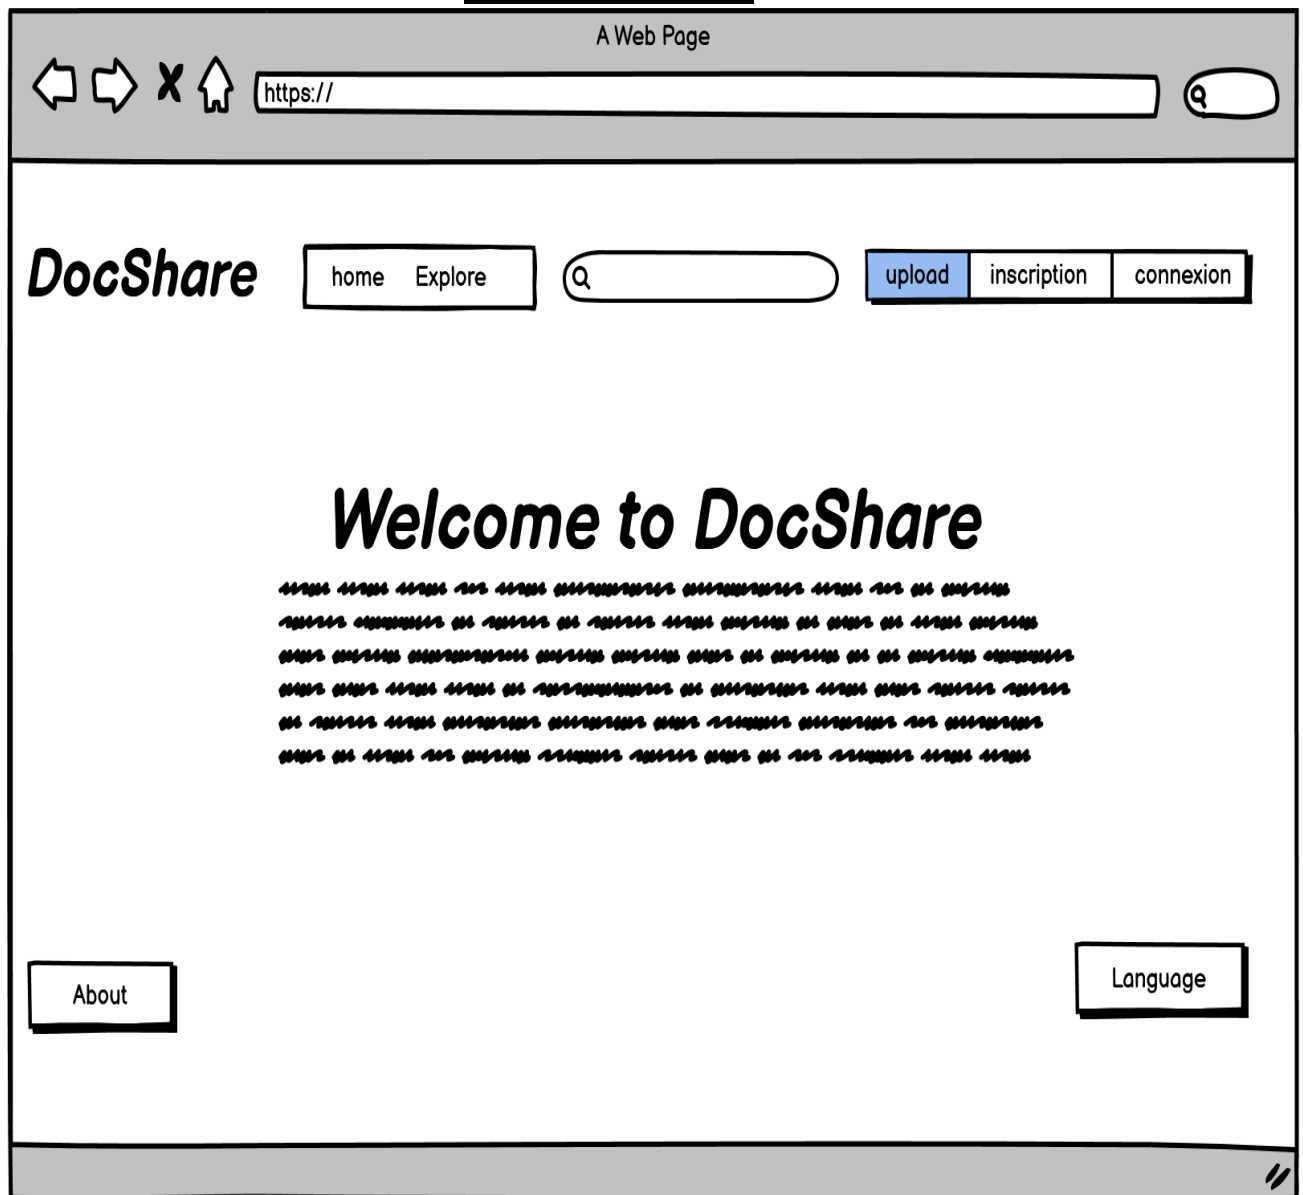 A Web Page
https://
DocShare
home Explore
upload inscription connexion
Welcome to DocShare
About
Language